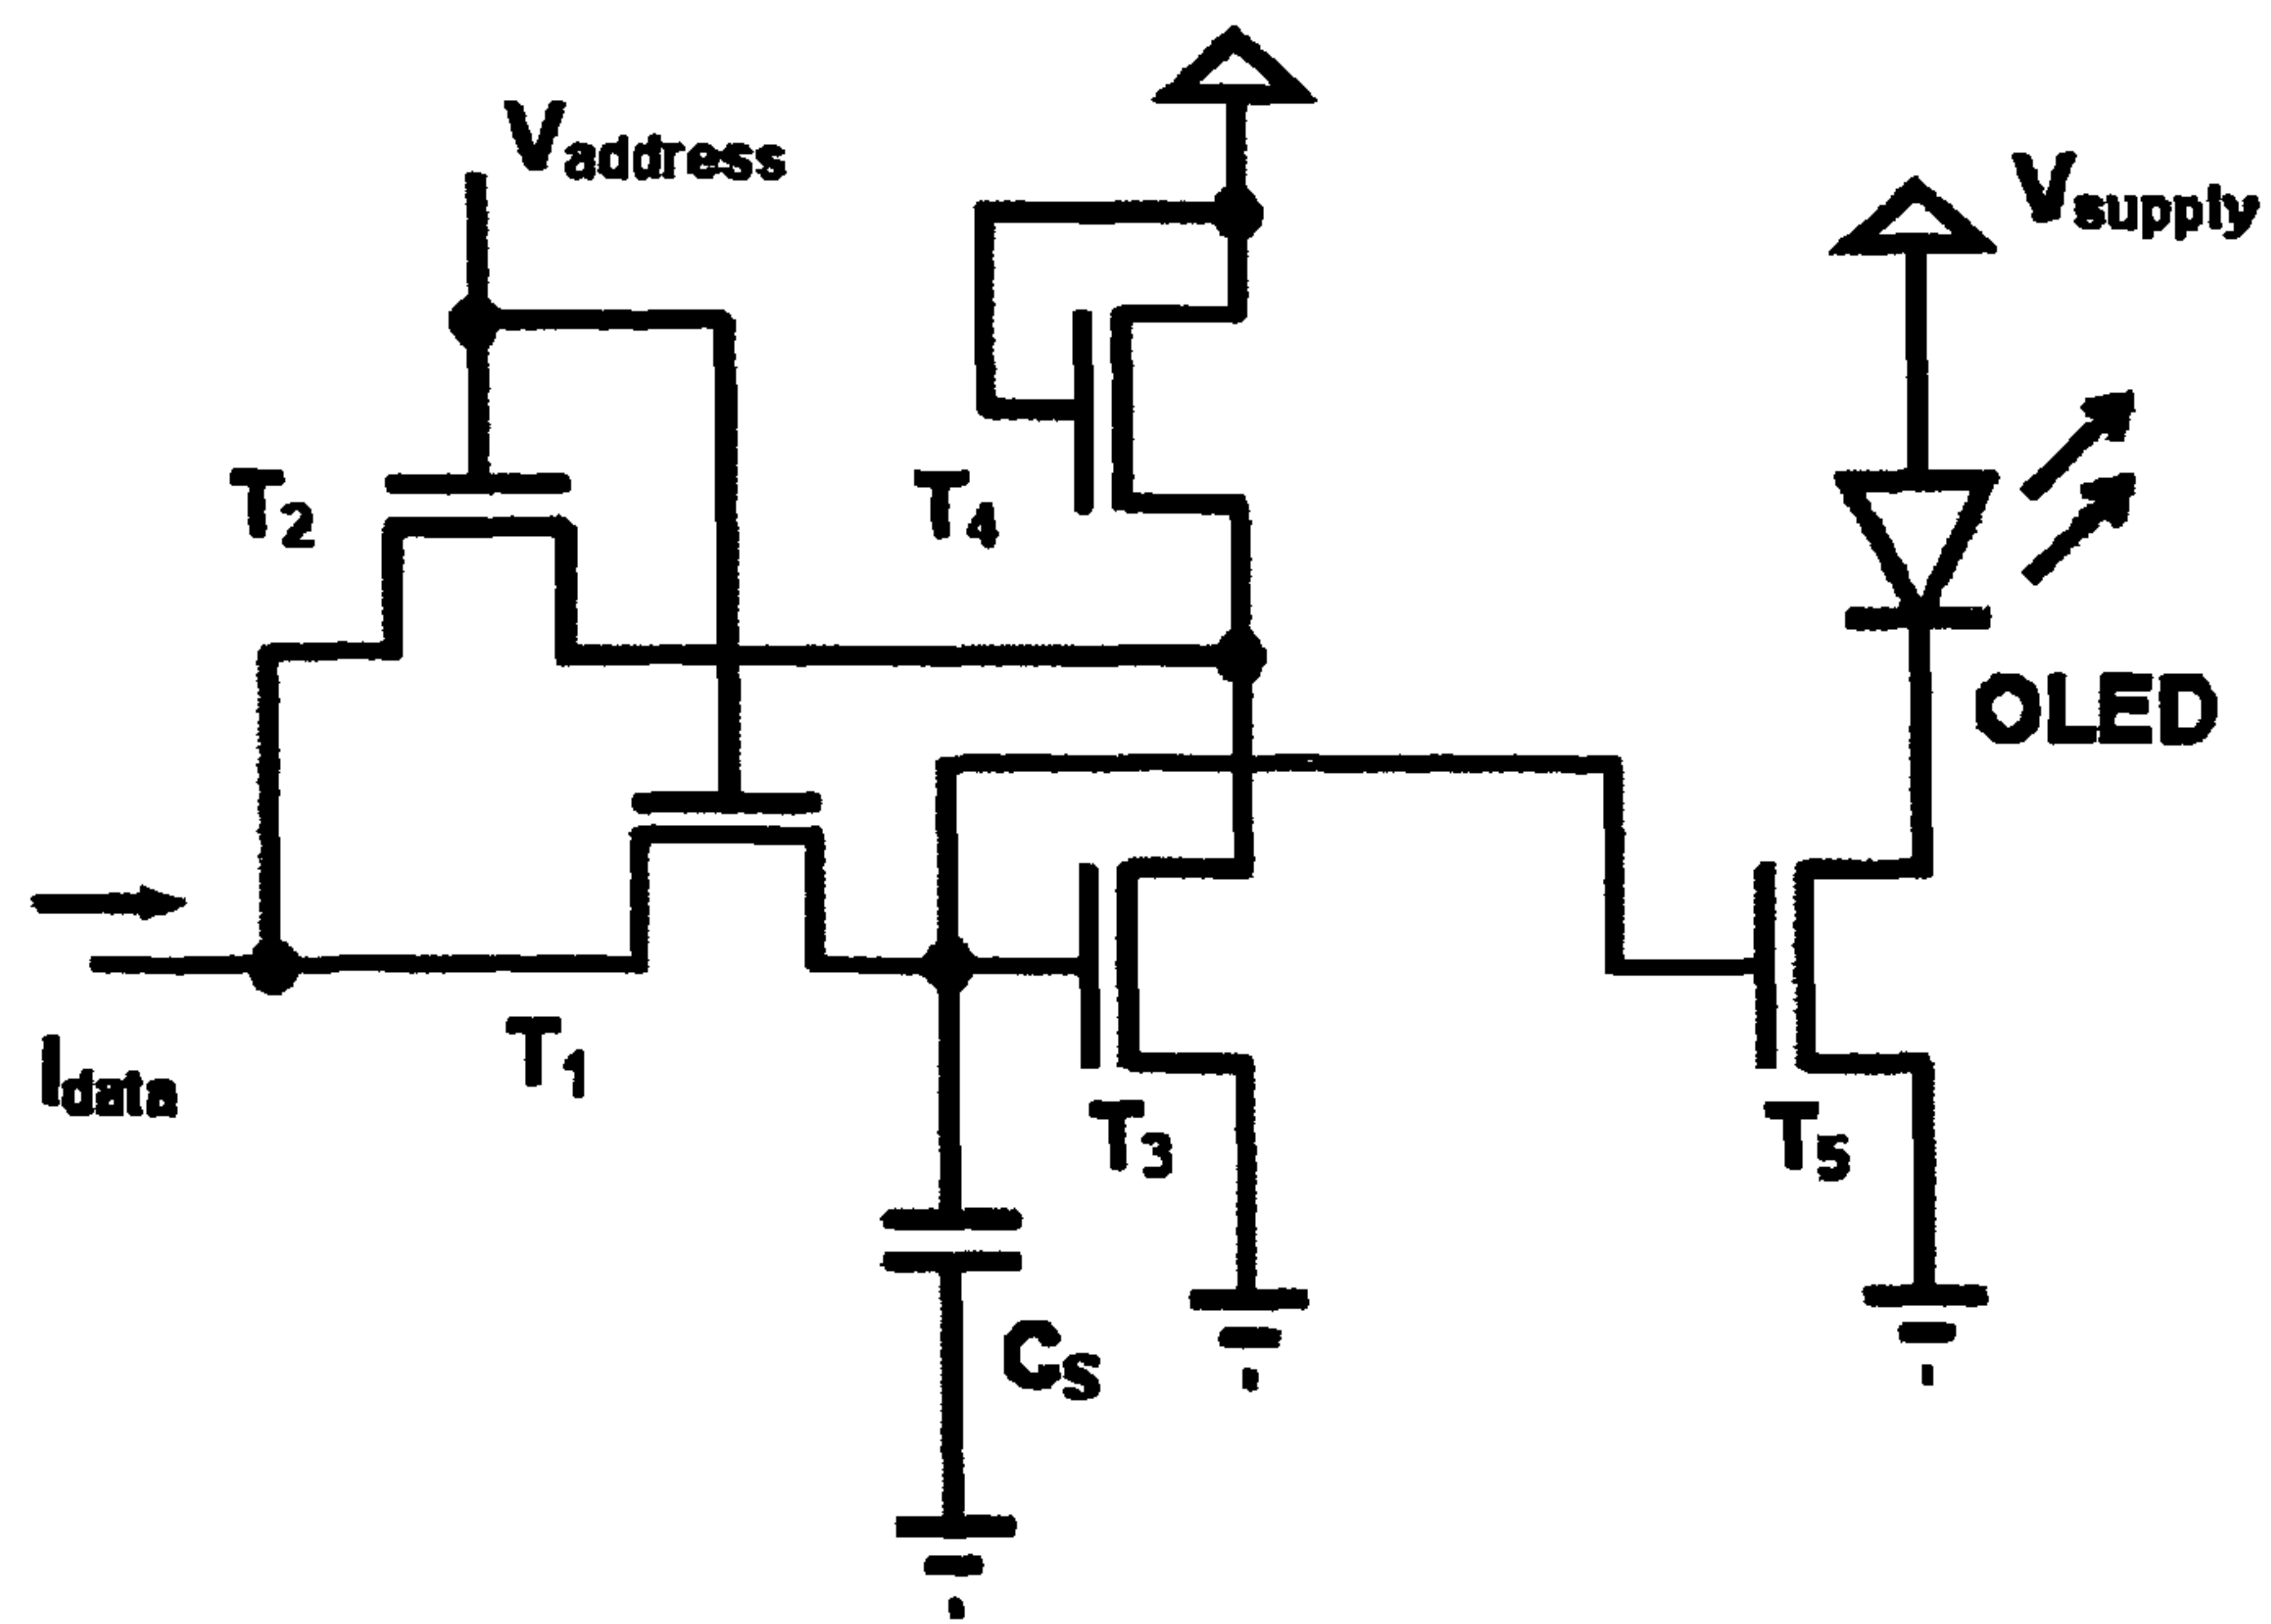 Vaddress
Vsupply
T2
T4
OLED
Idata
T1
T3
T5
Cs